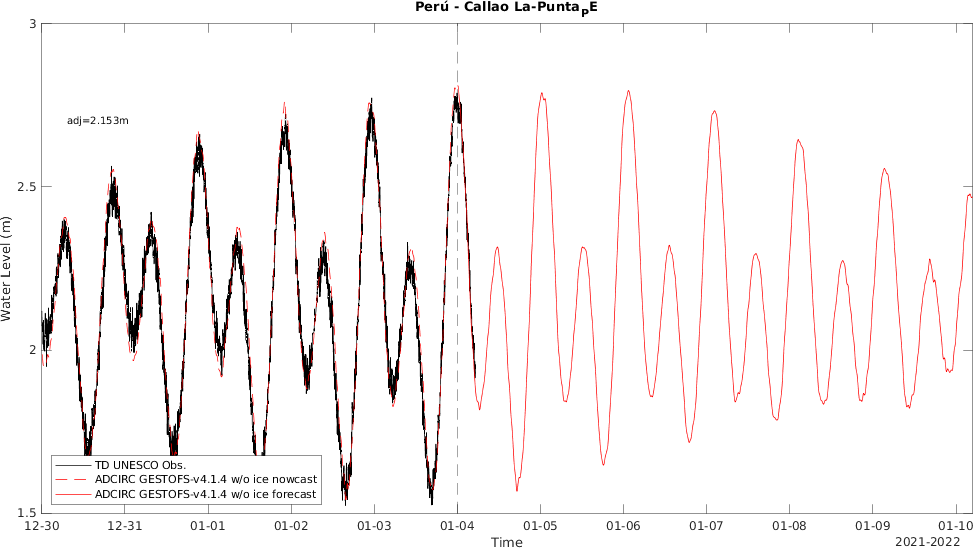 Perú - Callao La-PuntaPE
3
adj=2.153m
2.5
Water Level (m)
2
TD UNESCO Obs.
ADCIRC GESTOFS-v4.1.4 w/o ice nowcast
ADCIRC GESTOFS-v4.1.4 w/o ice forecast
1.5
12-30 12-31 01-01 01-02 01-03 01-04 01-05 01-06 01-07 01-08 01-09 01-10
Time
2021-2022